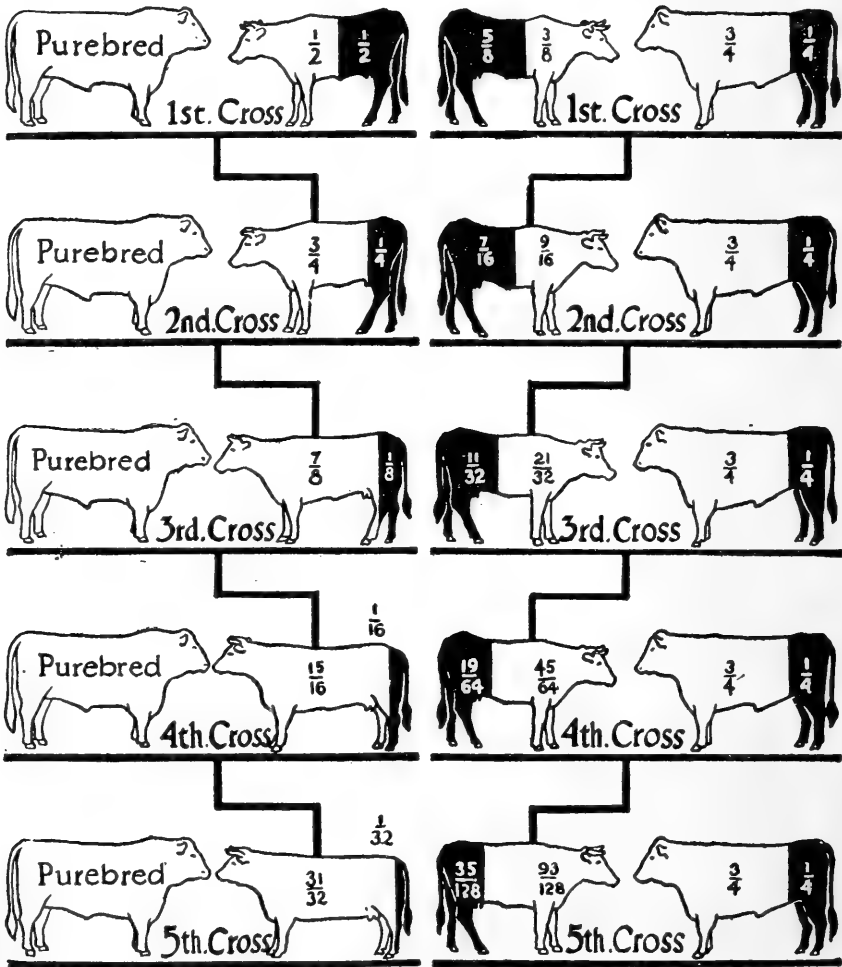 Purebred 1/2 1/2 5/8 3/8 3/4 1/4
1st. Cross 1st. Cross
Purebred 3/4 1/4 7/16 9/16 3/4 1/4
2nd. Cross 2nd. Cross
Purebred 7/8 1/8 11/32 21/32 3/4 1/4
3rd. Cross 3rd. Cross
1/16
Purebred 15/16 19/64 45/64 3/4 1/4
4th. Cross 4th. Cross
1/32
Purebred 31/32 35/128 93/128 3/4 1/4
5th. Cross 5th. Cross